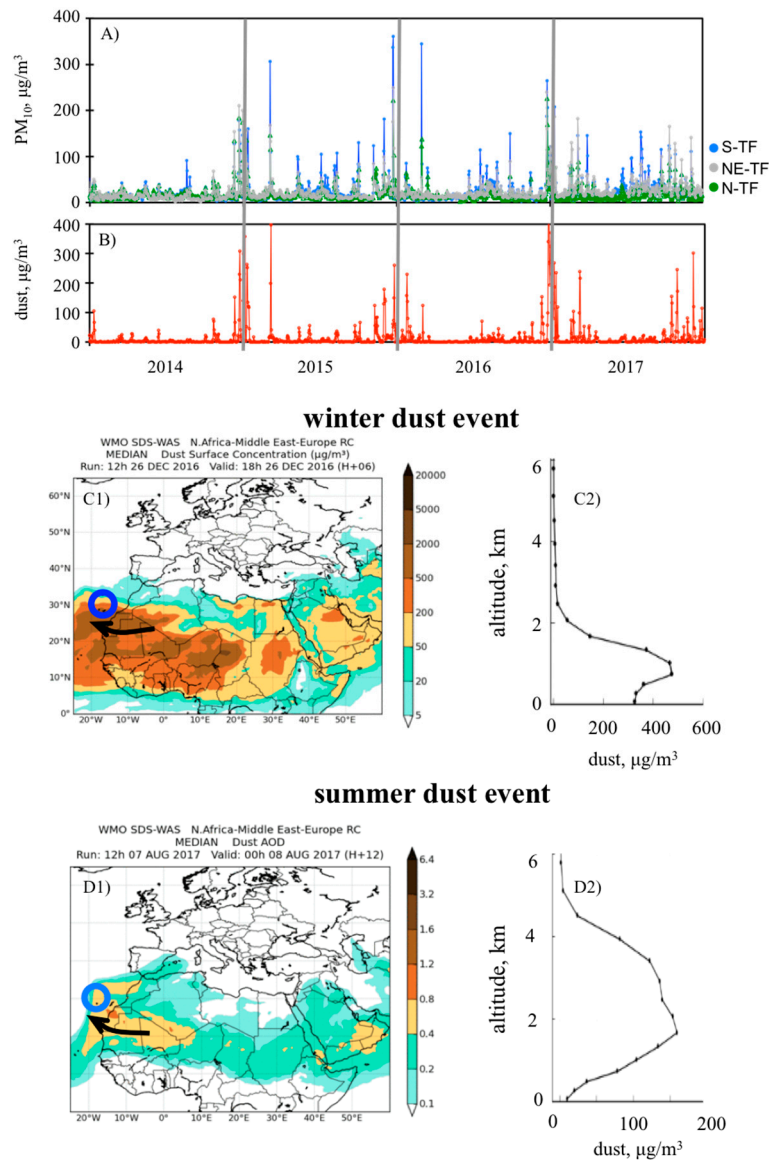 A)
PM10, μg/m3
400
300
200
100
0
S-TF
NE-TF
N-TF
B)
dust, μg/m3
400
300
200
100
0
2014 2015 2016 2017
winter dust event
WMO SDS-WAS N.Africa-Middle East-Europe RC
MEDIAN Dust Surface Concentration (μg/m³)
Run: 12h 26 DEC 2016 Valid: 18h 26 DEC 2016 (H+06)
C1)
60°N
50°N
40°N
30°N
20°N
10°N
0°
20°W 10°W 0° 10°E 20°E 30°E 40°E 50°E
20000
5000
2000
500
200
50
20
5
C2)
altitude, km
6
4
2
0
0 200 400 600
dust, μg/m3
summer dust event
WMO SDS-WAS N.Africa-Middle East-Europe RC
MEDIAN Dust AOD
Run: 12h 07 AUG 2017 Valid: 00h 08 AUG 2017 (H+12)
D1)
60°N
50°N
40°N
30°N
20°N
10°N
0°
20°W 10°W 0° 10°E 20°E 30°E 40°E 50°E
6.4
3.2
1.6
1.2
0.8
0.4
0.2
0.1
D2)
altitude, km
6
4
2
0
0 100 200
dust, μg/m3